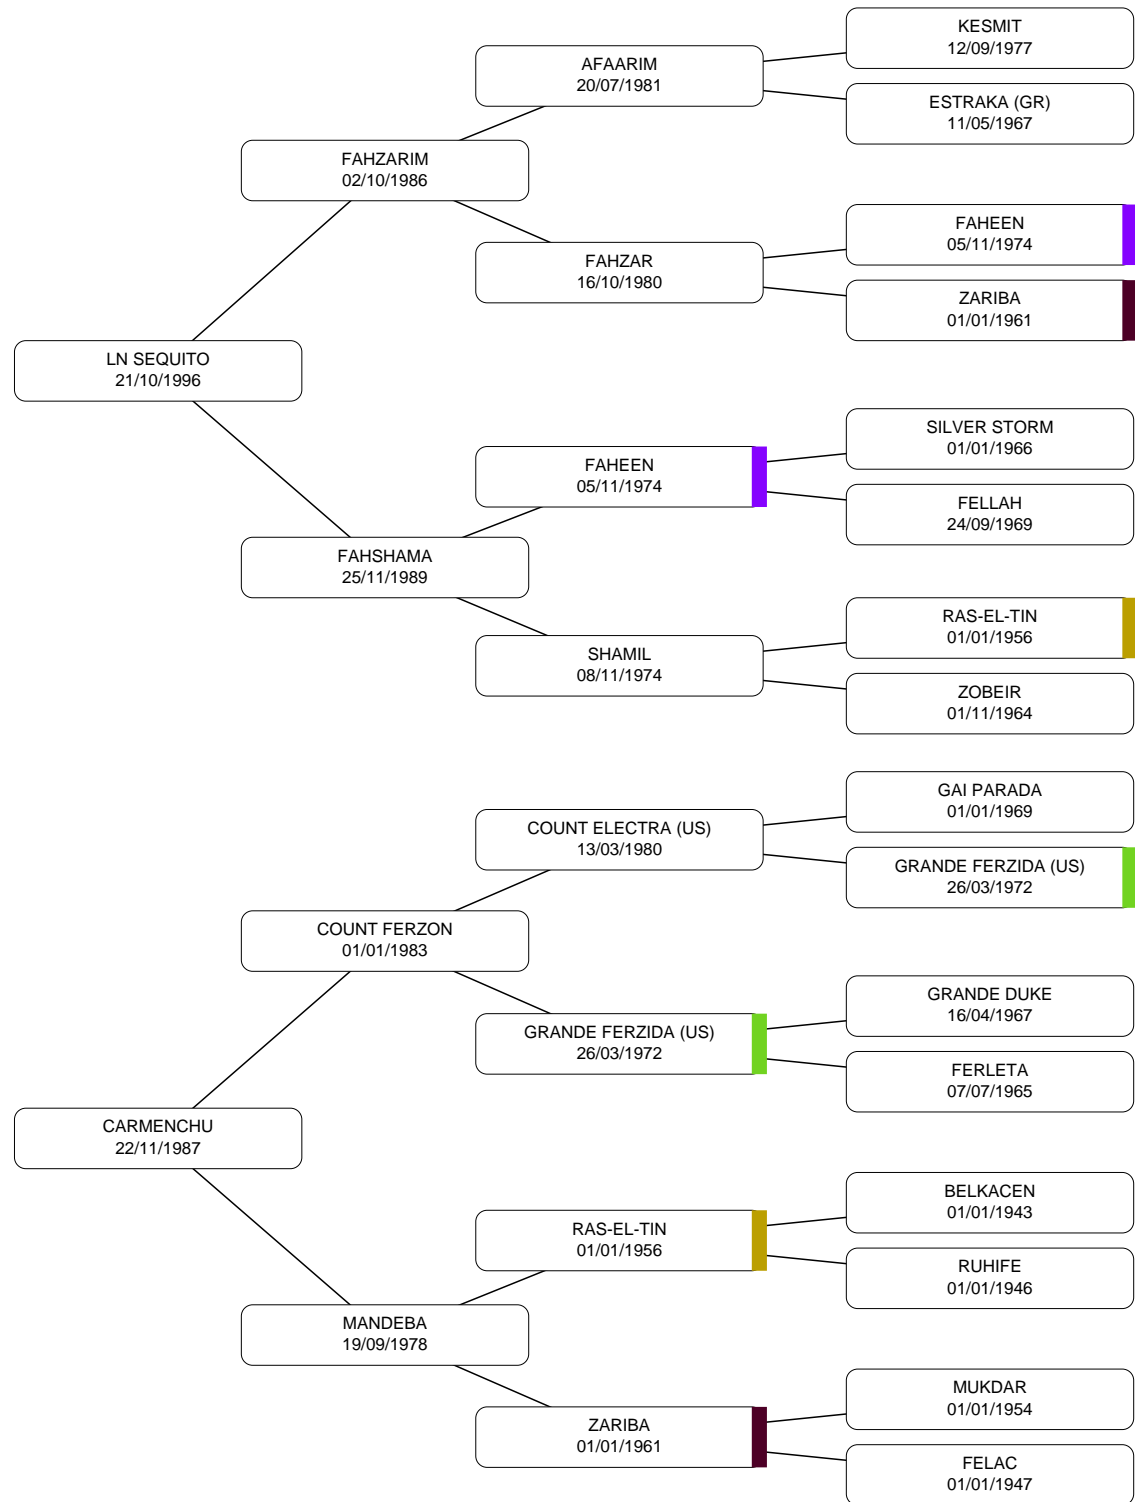 KESMIT
12/09/1977
AFAARIM
20/07/1981
ESTRAKA (GR)
11/05/1967
FAHZARIM
02/10/1986
FAHEEN
05/11/1974
FAHZAR
16/10/1980
ZARIBA
01/01/1961
LN SEQUITO
21/10/1996
SILVER STORM
01/01/1966
FAHEEN
05/11/1974
FELLAH
24/09/1969
FAHSHAMA
25/11/1989
RAS-EL-TIN
01/01/1956
SHAMIL
08/11/1974
ZOBEIR
01/11/1964
GAI PARADA
01/01/1969
COUNT ELECTRA (US)
13/03/1980
GRANDE FERZIDA (US)
26/03/1972
COUNT FERZON
01/01/1983
GRANDE DUKE
16/04/1967
GRANDE FERZIDA (US)
26/03/1972
FERLETA
07/07/1965
CARMENCHU
22/11/1987
BELKACEN
01/01/1943
RAS-EL-TIN
01/01/1956
RUHIFE
01/01/1946
MANDEBA
19/09/1978
MUKDAR
01/01/1954
ZARIBA
01/01/1961
FELAC
01/01/1947